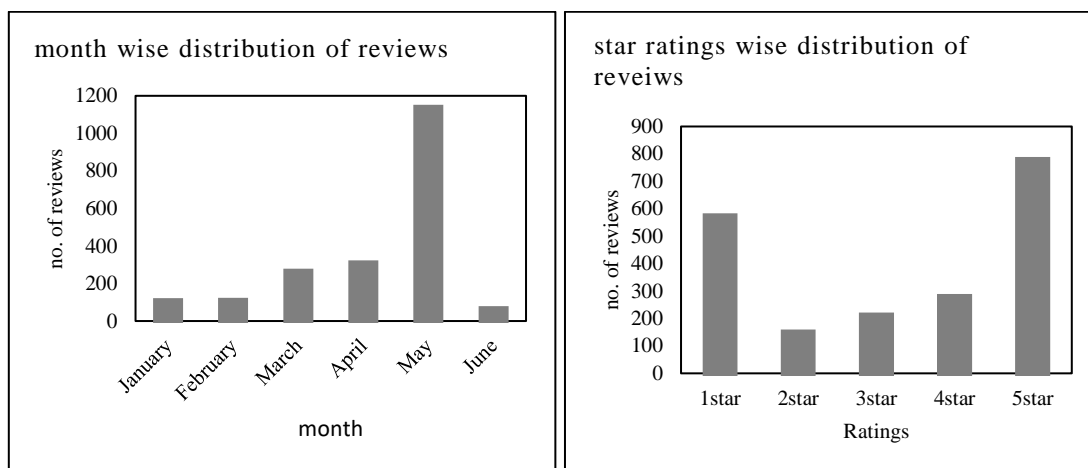 month wise distribution of reviews
no. of reviews
1200
1000
800
600
400
200
0
January
February
March
April
May
June
month
star ratings wise distribution of
reveiws
no. of reviews
900
800
700
600
500
400
300
200
100
0
1star
2star
3star
4star
5star
Ratings